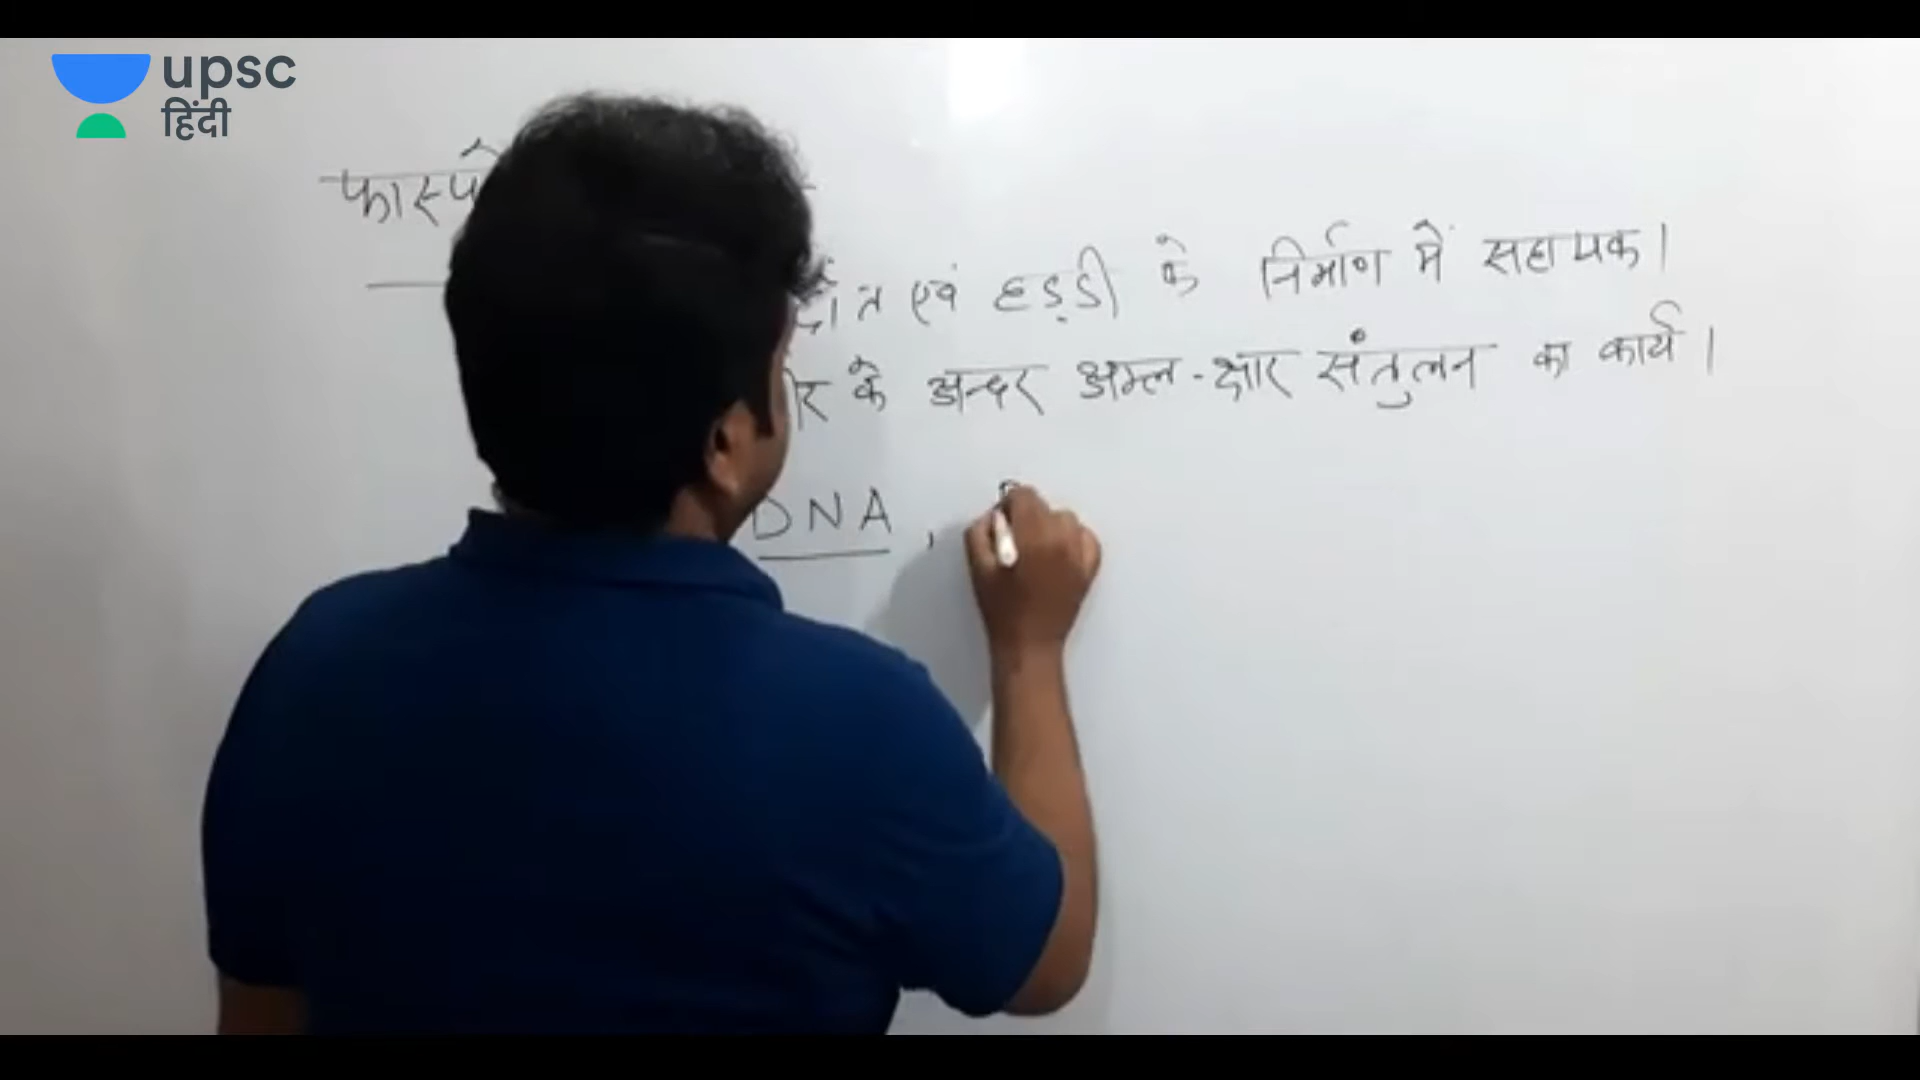 upsc
हिंदी
दाँत एवं हड्डी के निर्माण में सहायक।
के अन्दर अम्ल-क्षार संतुलन का कार्य।
DNA,